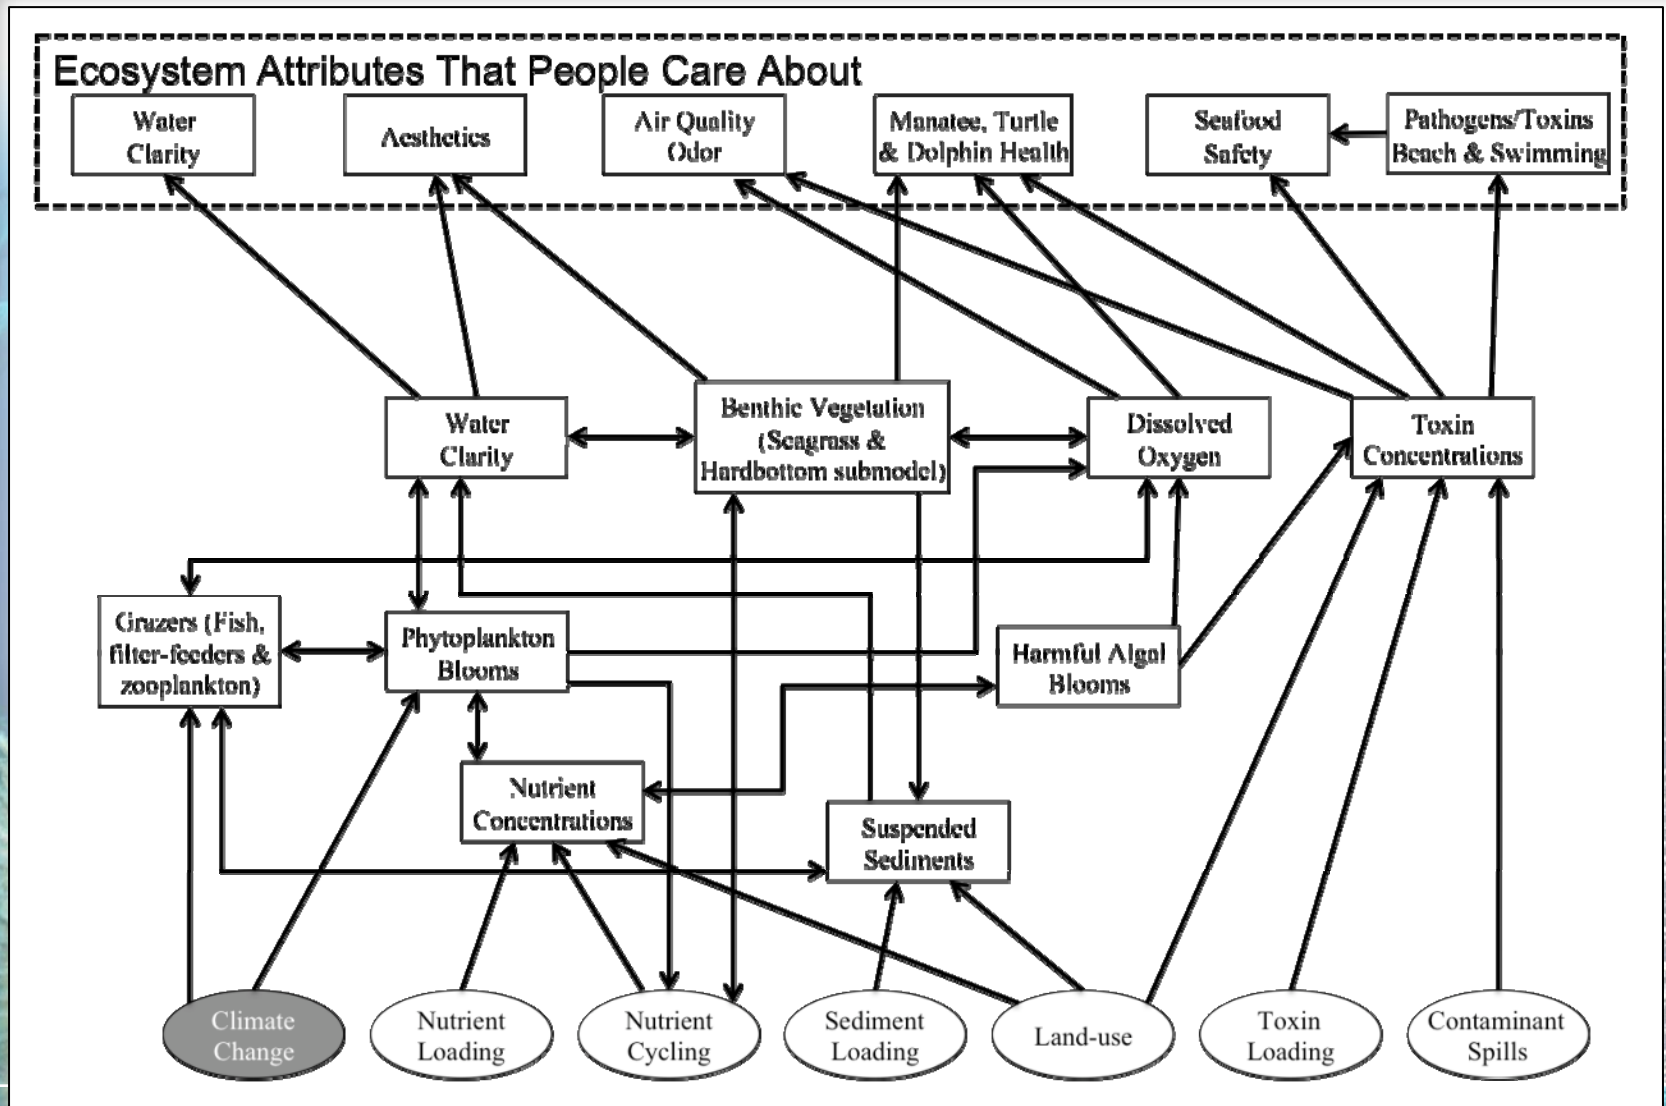 Ecosystem Attributes That People Care About
Water
Clarity
Aesthetics
Air Quality
Odor
Manatee, Turtle
& Dolphin Health
Seafood
Safety
Pathogens/Toxins
Beach & Swimming
Water
Clarity
Benthic Vegetation
(Seagrass &
Hardbottom submodel)
Dissolved
Oxygen
Toxin
Concentrations
Grazers (Fish,
filter-feeders &
zooplankton)
Phytoplankton
Blooms
Harmful Algal
Blooms
Nutrient
Concentrations
Suspended
Sediments
Climate
Change
Nutrient
Loading
Nutrient
Cycling
Sediment
Loading
Land-use
Toxin
Loading
Contaminant
Spills